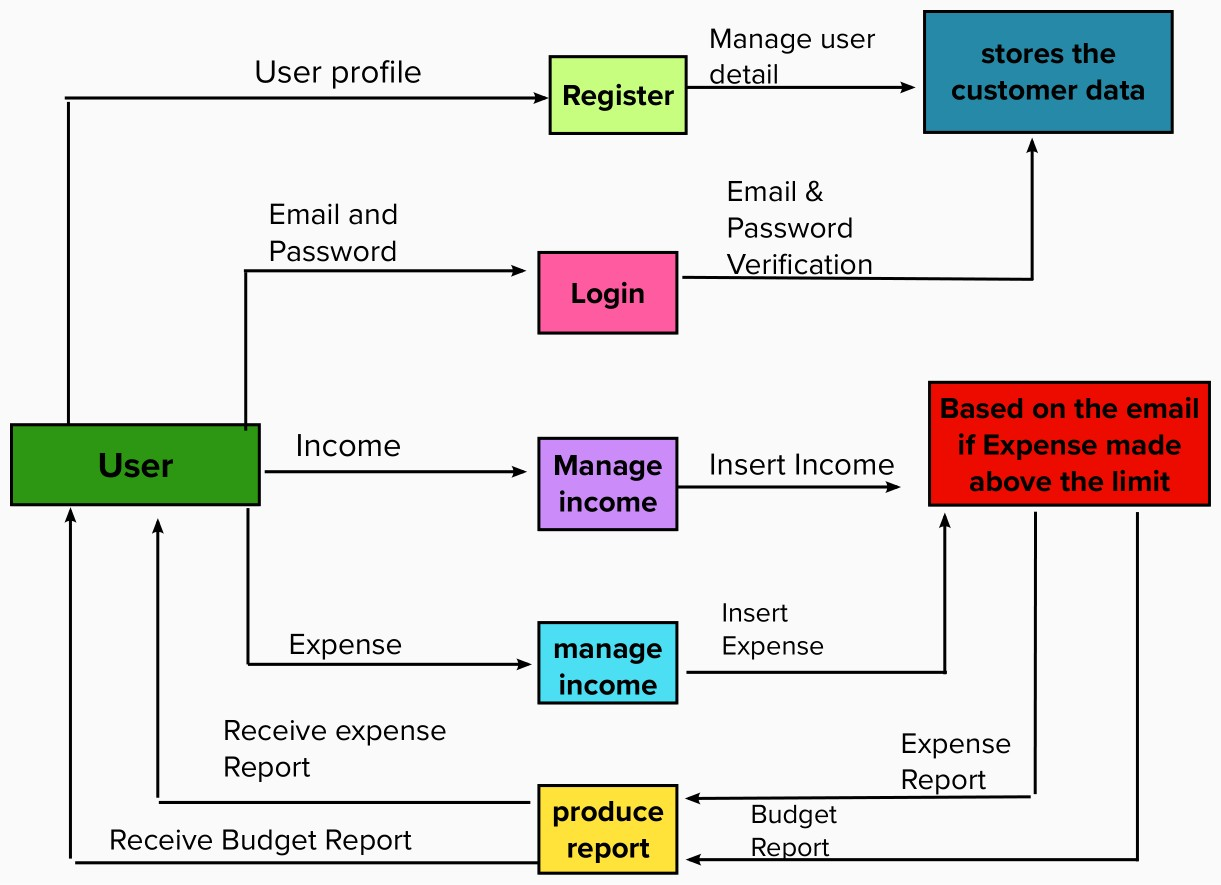 Manage user
detail
stores the
customer data
User profile
Register
Email and
Password
Email &
Password
Verification
Login
Based on the email
if Expense made
above the limit
User
Income
Manage
income
Insert Income
Expense
manage
income
Insert
Expense
Receive expense
Report
Expense
Report
produce
report
Budget
Report
Receive Budget Report